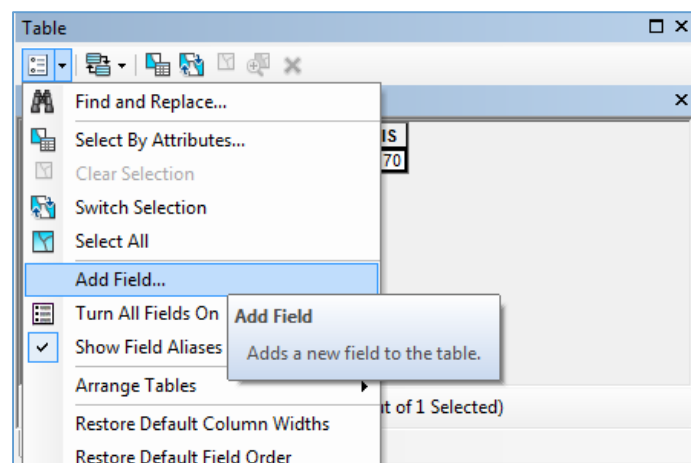 Table
Find and Replace...
IS
Select By Attributes...
70
Clear Selection
Switch Selection
Select All
Add Field...
Turn All Fields On
Add Field
Show Field Aliases
Adds a new field to the table.
Arrange Tables
t of 1 Selected)
Restore Default Column Widths
Restore Default Field Order